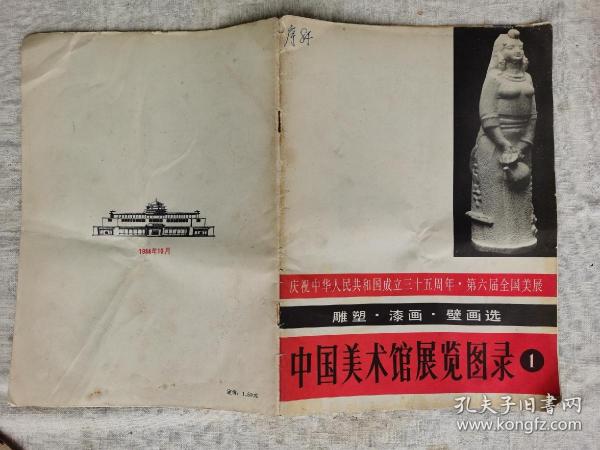 庆祝中华人民共和国成立三十五周年·第六届全国美展
雕塑·漆画·壁画选
中国美术馆展览图录 1
1984年10月
定价：1.50元
孔夫子旧书网
www.kongfz.com